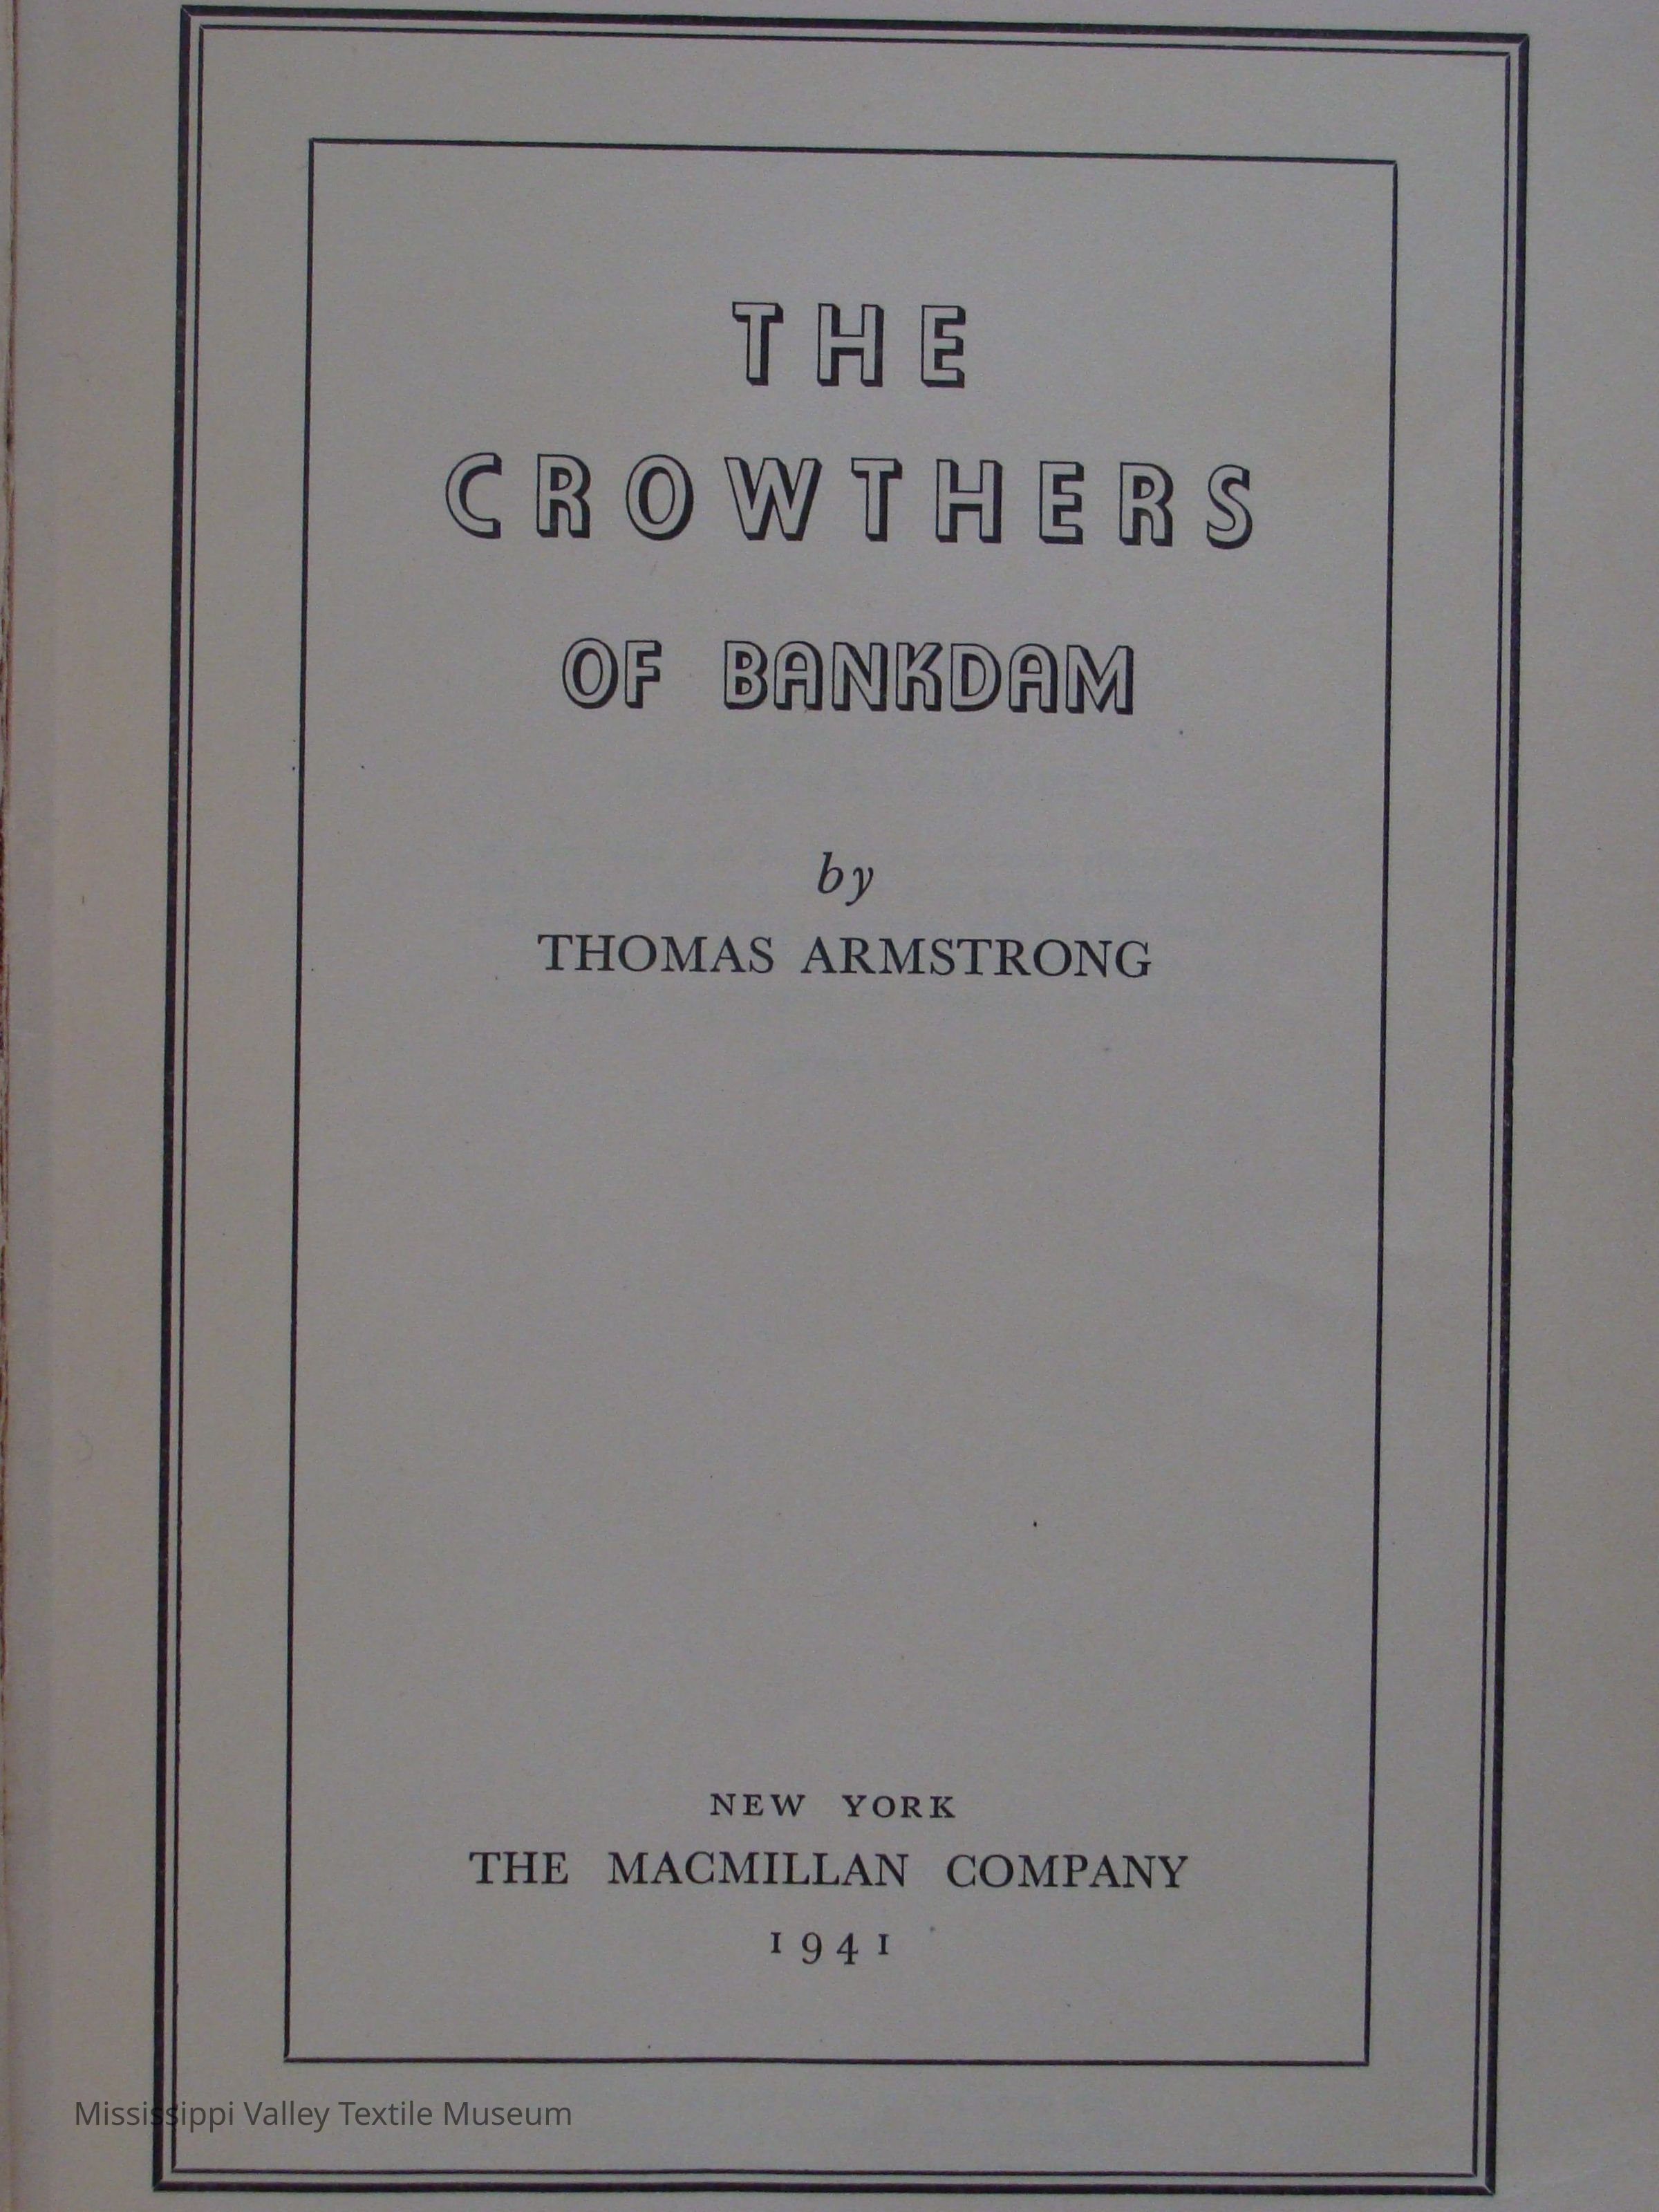 THE
CROWTHERS
OF BANKDAM
by
THOMAS ARMSTRONG
NEW YORK
THE MACMILLAN COMPANY
1941
Mississippi Valley Textile Museum